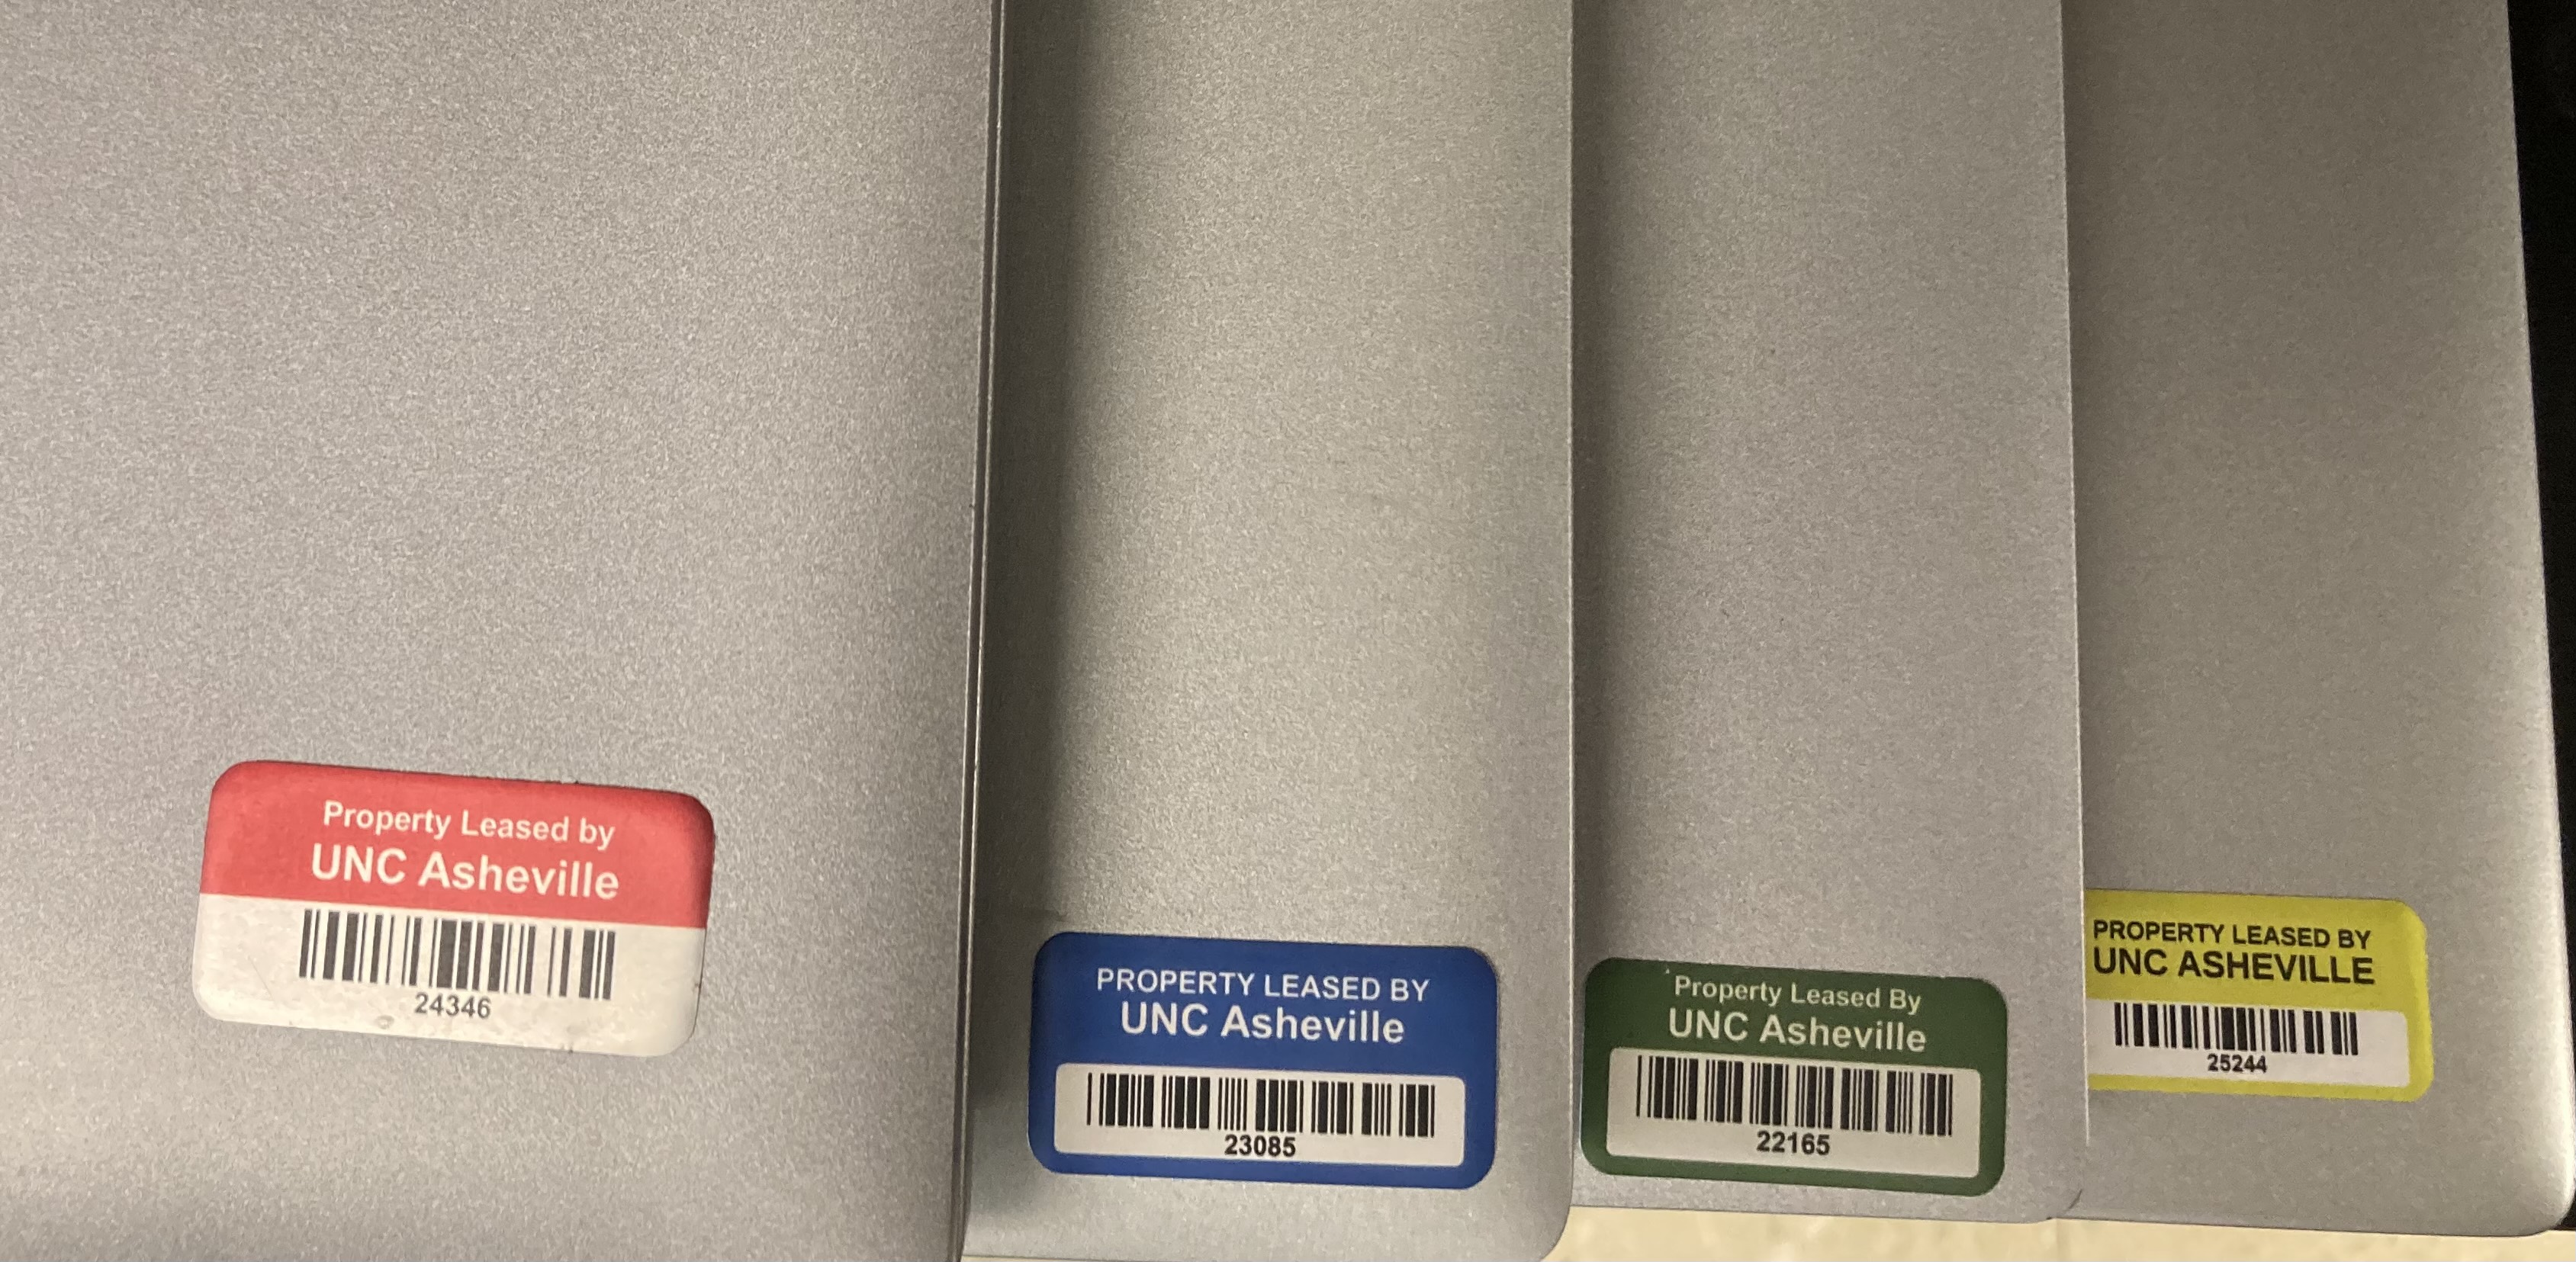 Property Leased by
UNC Asheville
24346
PROPERTY LEASED BY
UNC Asheville
23085
Property Leased By
UNC Asheville
22165
PROPERTY LEASED BY
UNC ASHEVILLE
25244